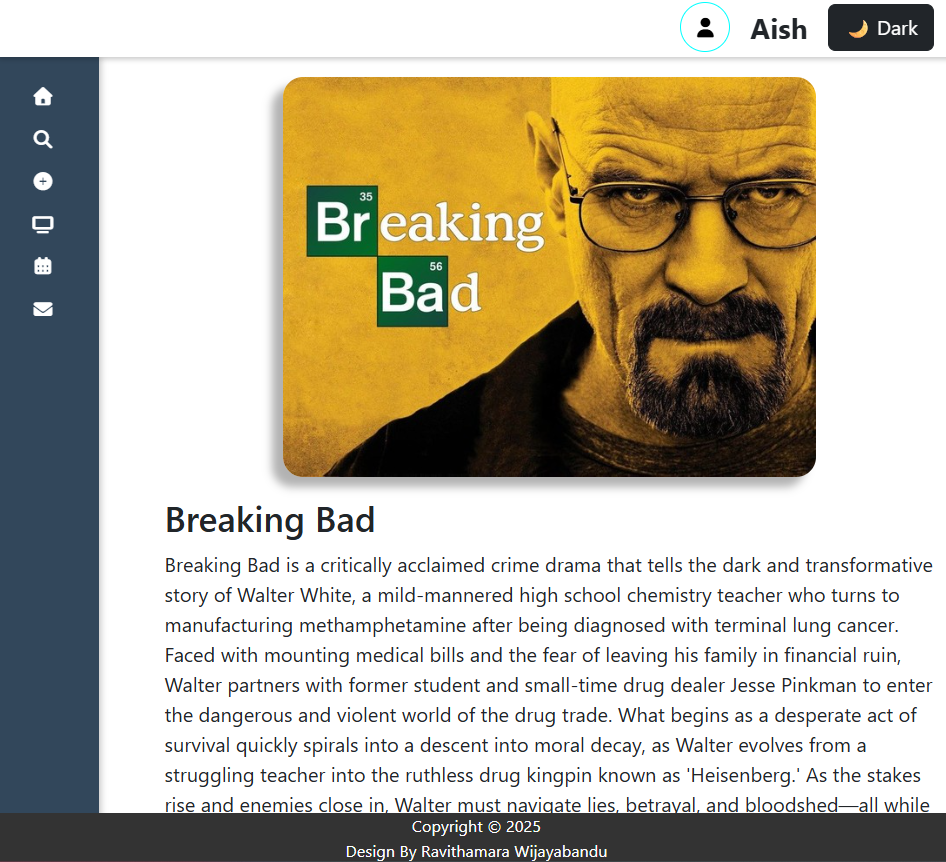 Aish
🌙 Dark
35
Breaking
56
Bad
Breaking Bad
Breaking Bad is a critically acclaimed crime drama that tells the dark and transformative
story of Walter White, a mild-mannered high school chemistry teacher who turns to
manufacturing methamphetamine after being diagnosed with terminal lung cancer.
Faced with mounting medical bills and the fear of leaving his family in financial ruin,
Walter partners with former student and small-time drug dealer Jesse Pinkman to enter
the dangerous and violent world of the drug trade. What begins as a desperate act of
survival quickly spirals into a descent into moral decay, as Walter evolves from a
struggling teacher into the ruthless drug kingpin known as 'Heisenberg.' As the stakes
rise and enemies close in, Walter must navigate lies, betrayal, and bloodshed—all while
Copyright © 2025
Design By Ravithamara Wijayabandu